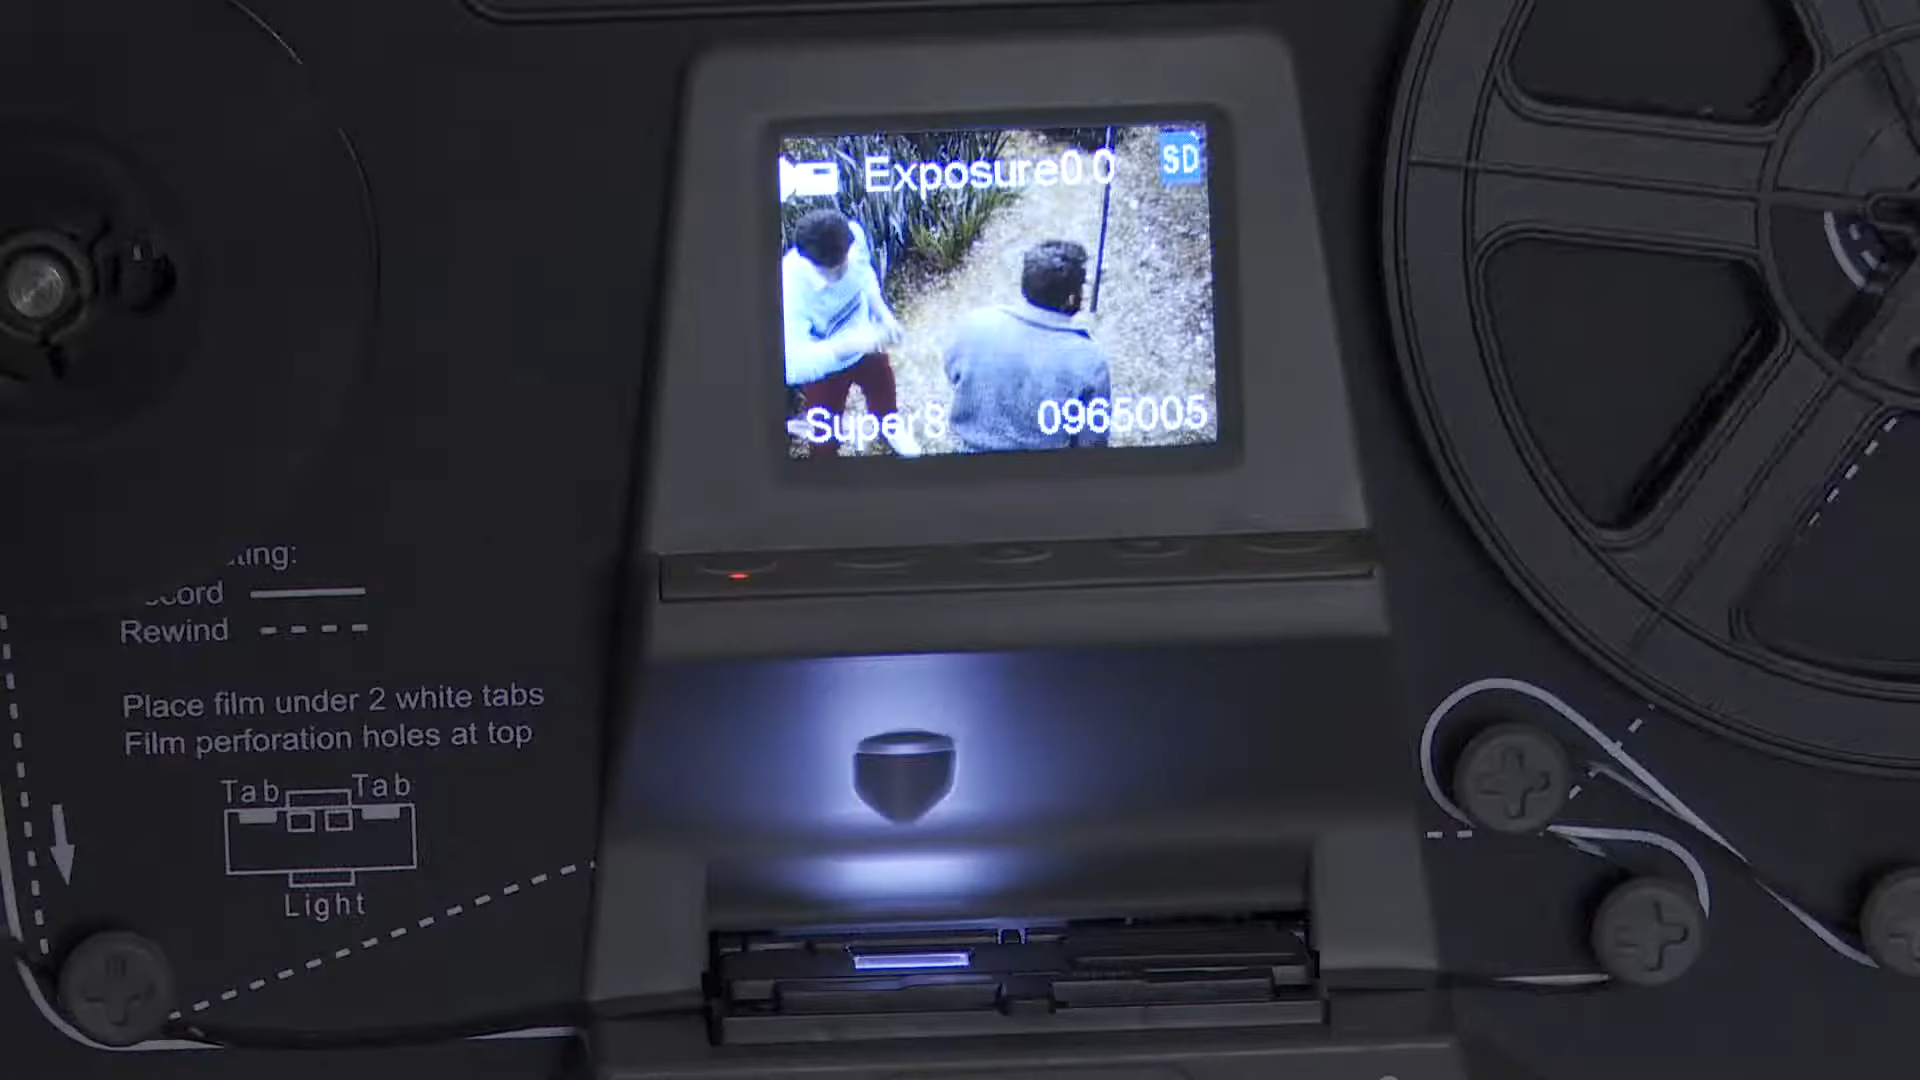 Exposure0.0
SD
Super8 0965005
Rewind
Place film under 2 white tabs
Film perforation holes at top
Tab Tab
Light